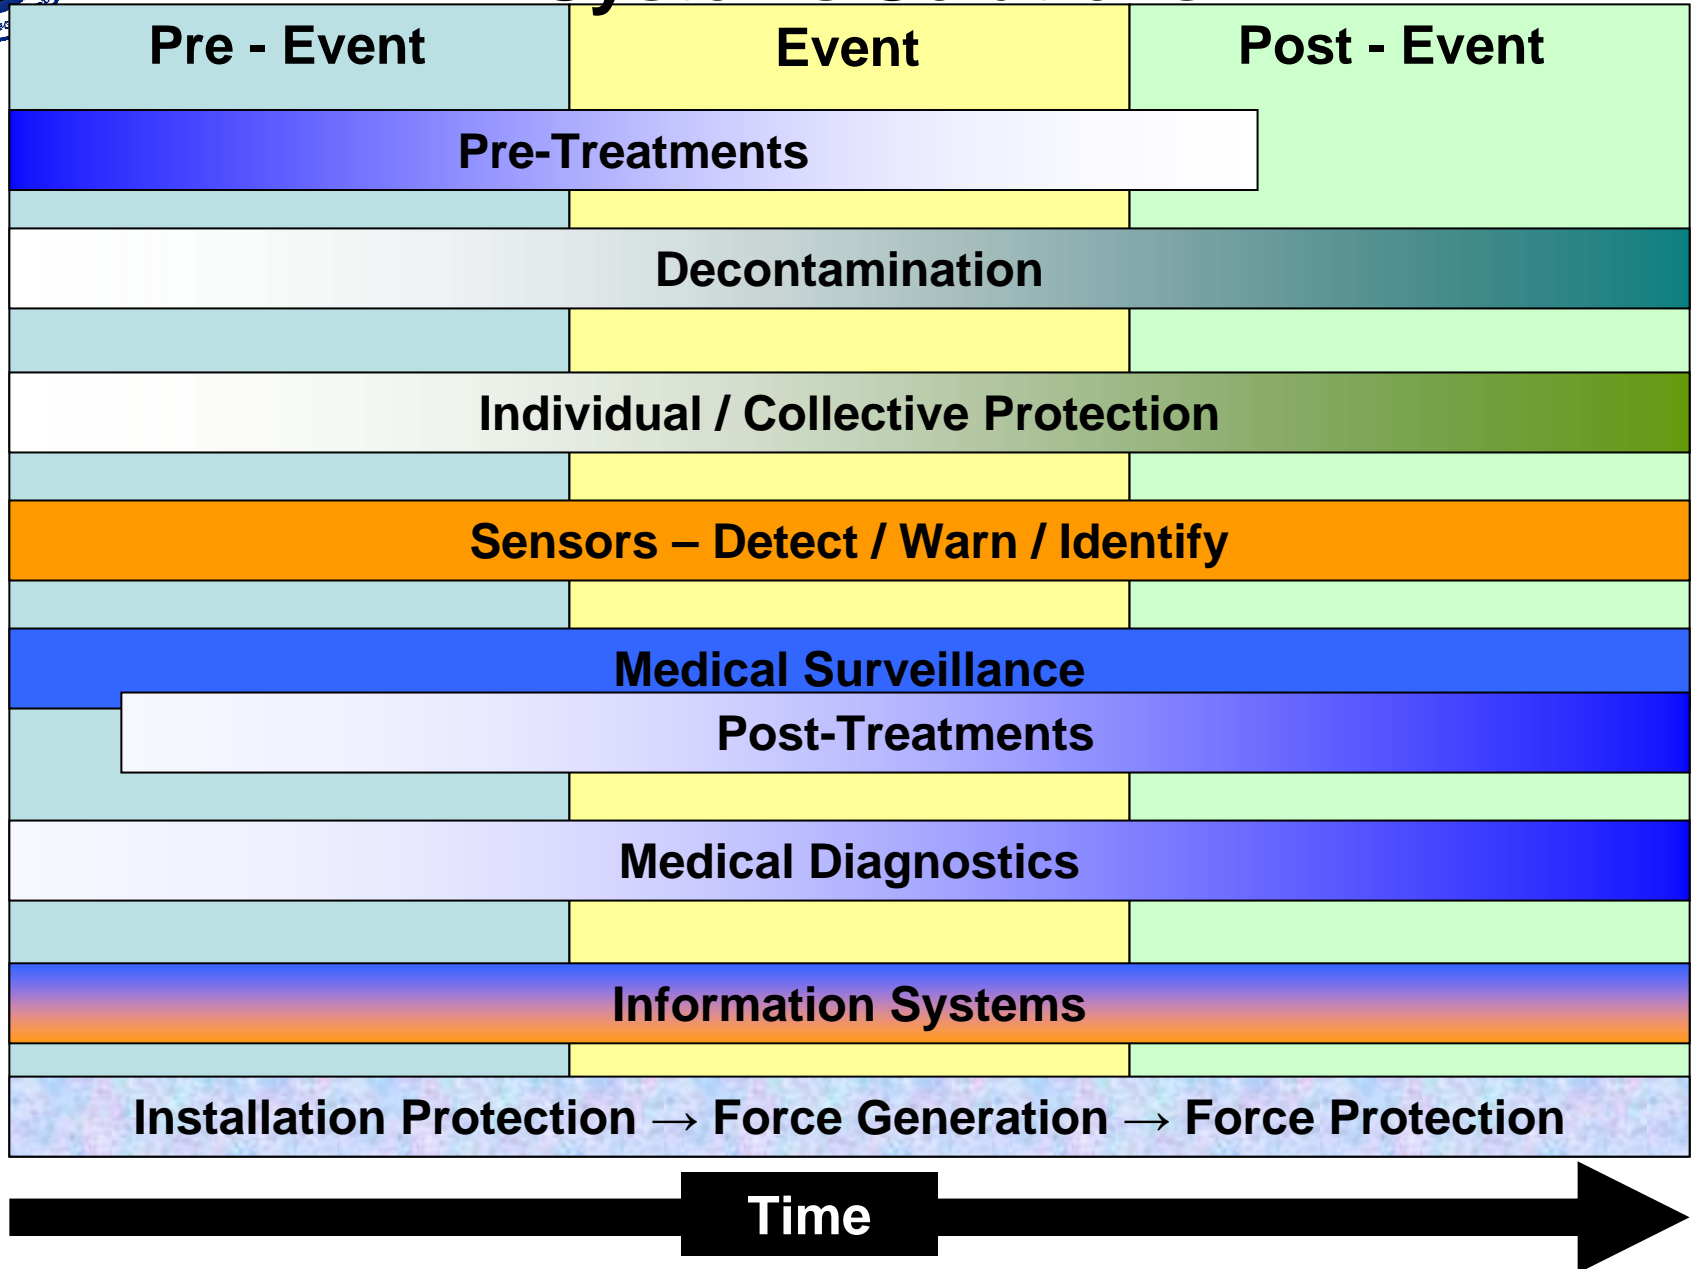 Pre - Event
Event
Post - Event
Pre-Treatments
Decontamination
Individual / Collective Protection
Sensors – Detect / Warn / Identify
Medical Surveillance
Post-Treatments
Medical Diagnostics
Information Systems
Installation Protection → Force Generation → Force Protection
Time